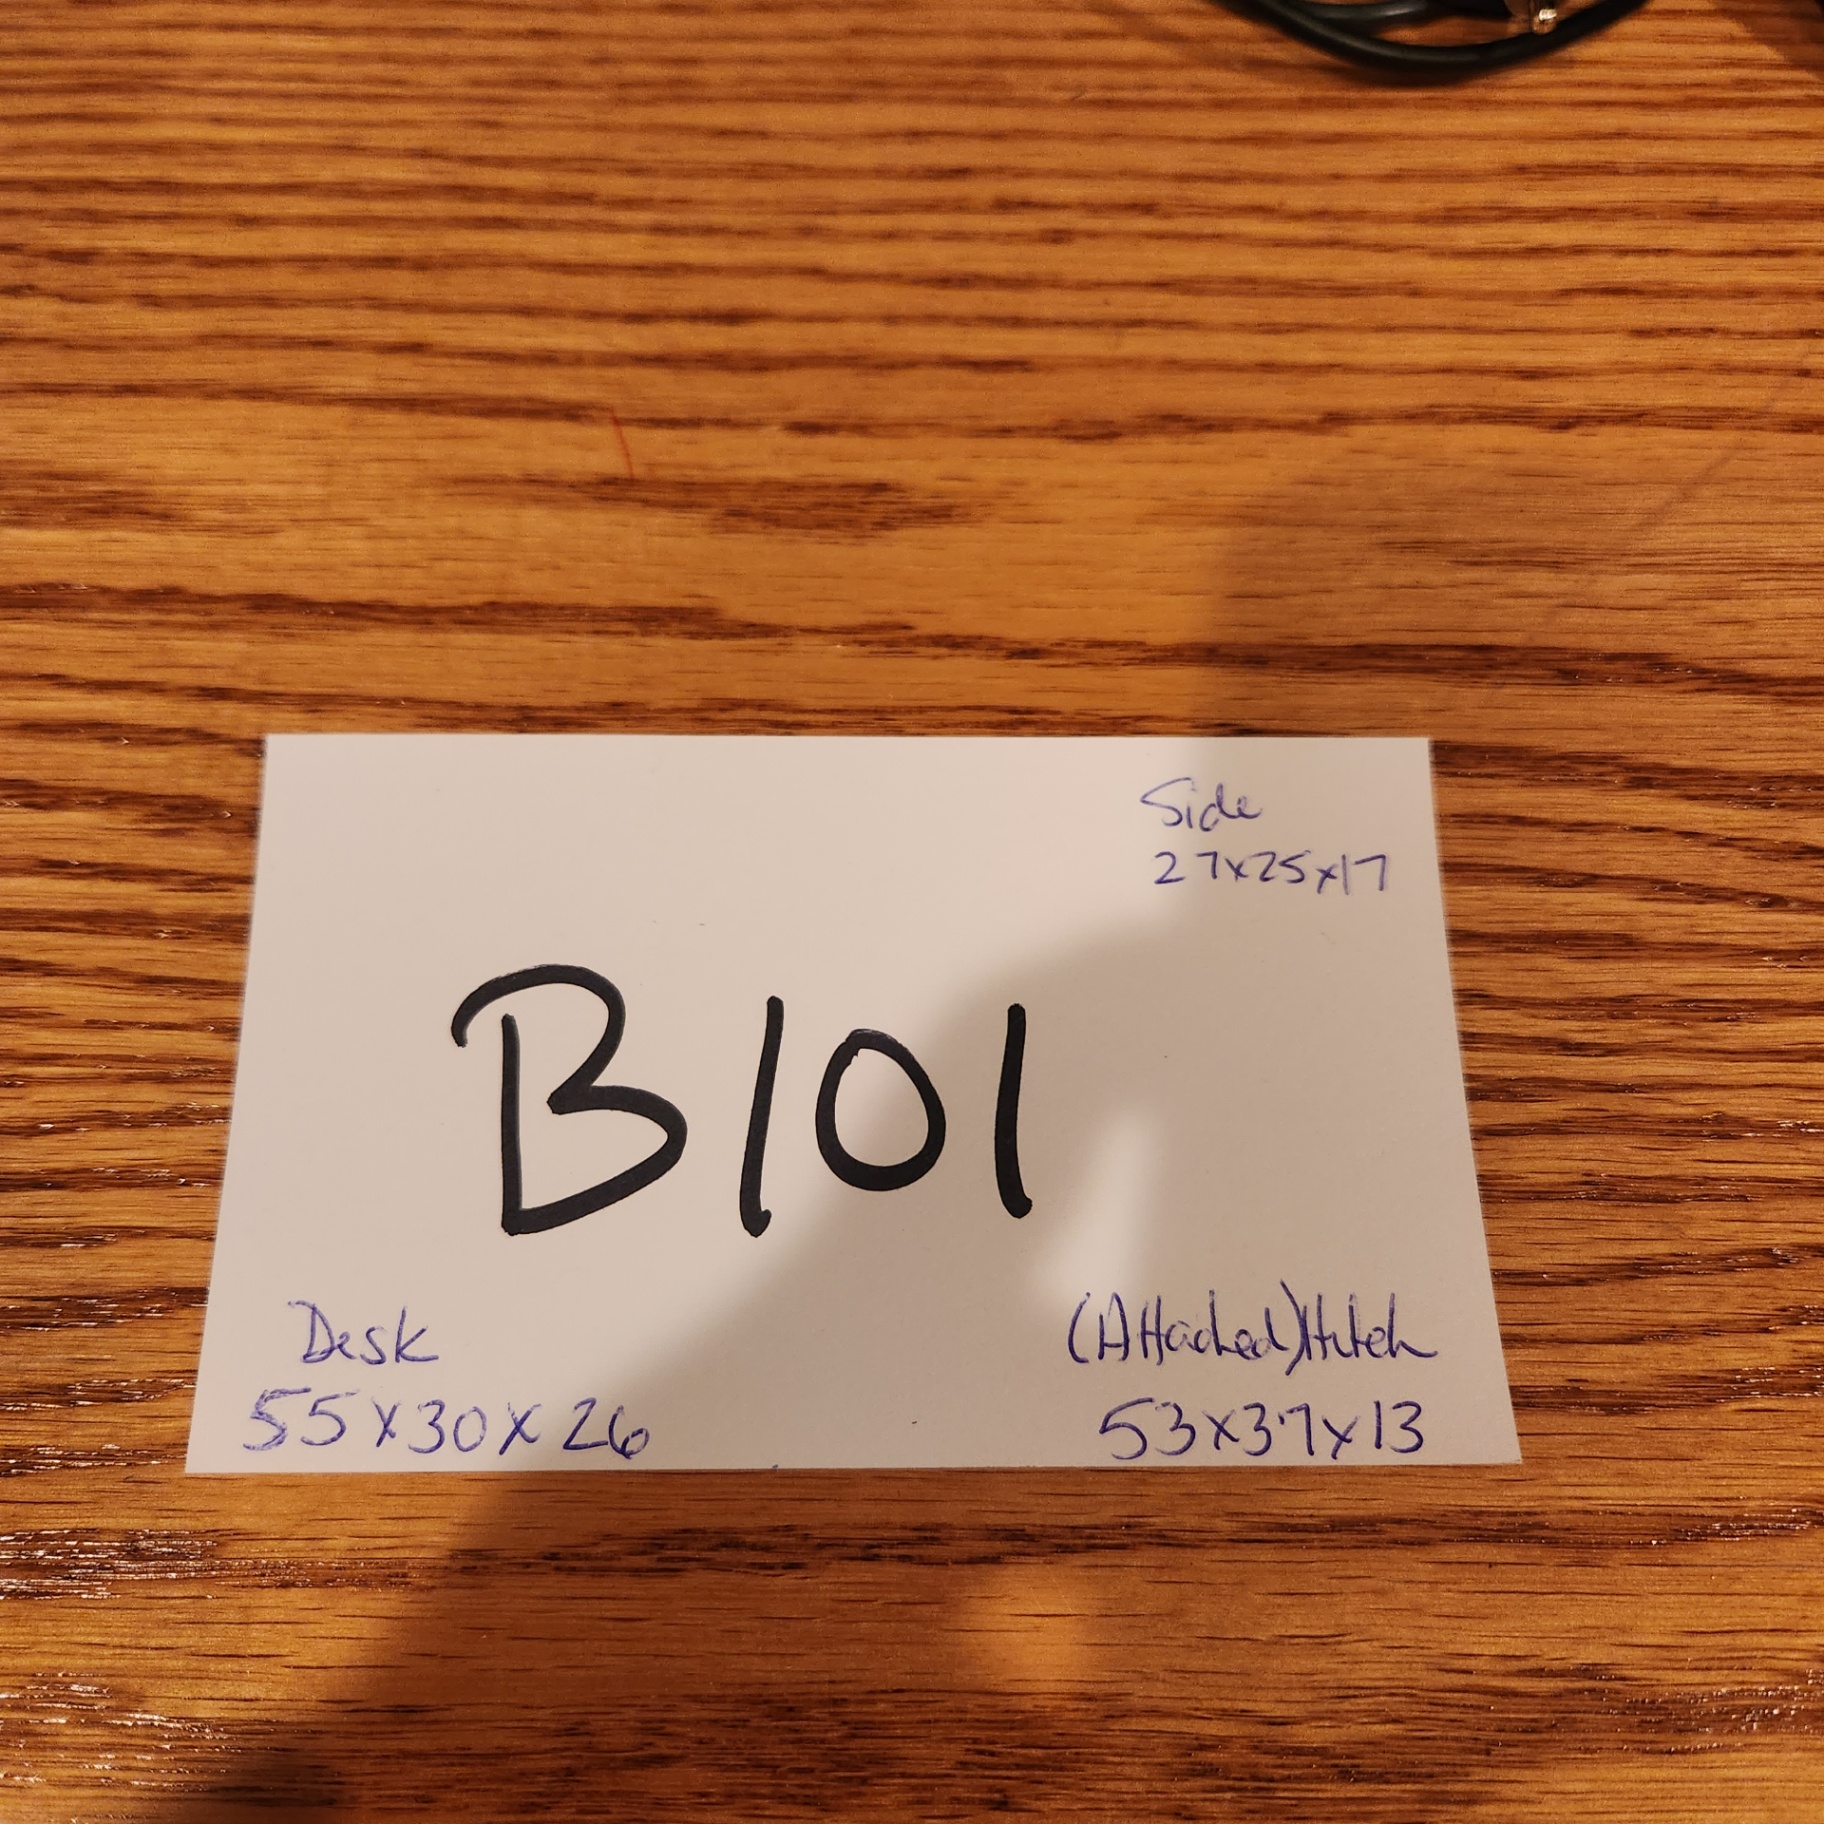 Side
27x25x17
B101
Desk
55x30x26
(Attached)Hutch
53x37x13